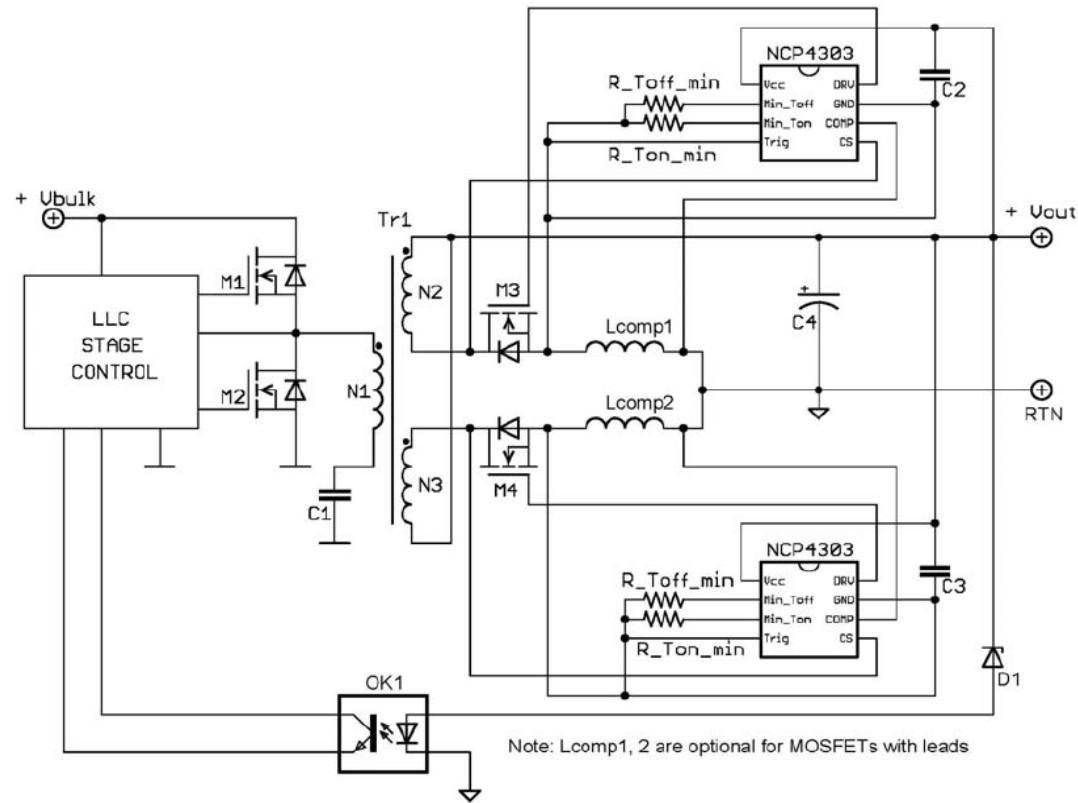 NCP4303
R_Toff_min
Vcc
DRV
Min_Toff
GND
Min_Ton
COMP
Trig
CS
R_Ton_min
C2
+ Vbulk
Tr1
+ Vout
M1
N2
M3
LLC
STAGE
CONTROL
Lcomp1
+
C4
M2
N1
Lcomp2
RTN
N3
M4
C1
NCP4303
R_Toff_min
Vcc
DRV
Min_Toff
GND
Min_Ton
COMP
Trig
CS
R_Ton_min
C3
D1
OK1
Note: Lcomp1, 2 are optional for MOSFETs with leads